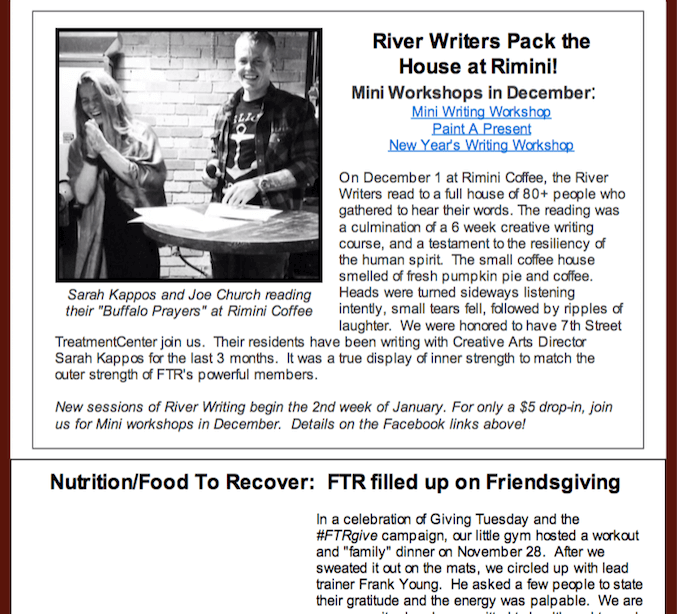 River Writers Pack the
House at Rimini!
Mini Workshops in December:
Mini Writing Workshop
Paint A Present
New Year's Writing Workshop
On December 1 at Rimini Coffee, the River
Writers read to a full house of 80+ people who
gathered to hear their words. The reading was
a culmination of a 6 week creative writing
course, and a testament to the resiliency of
the human spirit. The small coffee house
smelled of fresh pumpkin pie and coffee.
Heads were turned sideways listening
intently, small tears fell, followed by ripples of
laughter. We were honored to have 7th Street
TreatmentCenter join us. Their residents have been writing with Creative Arts Director
Sarah Kappos for the last 3 months. It was a true display of inner strength to match the
outer strength of FTR's powerful members.
Sarah Kappos and Joe Church reading
their "Buffalo Prayers" at Rimini Coffee
New sessions of River Writing begin the 2nd week of January. For only a $5 drop-in, join
us for Mini workshops in December. Details on the Facebook links above!
Nutrition/Food To Recover: FTR filled up on Friendsgiving
In a celebration of Giving Tuesday and the
#FTRgive campaign, our little gym hosted a workout
and "family" dinner on November 28. After we
sweated it out on the mats, we circled up with lead
trainer Frank Young. He asked a few people to state
their gratitude and the energy was palpable. We are